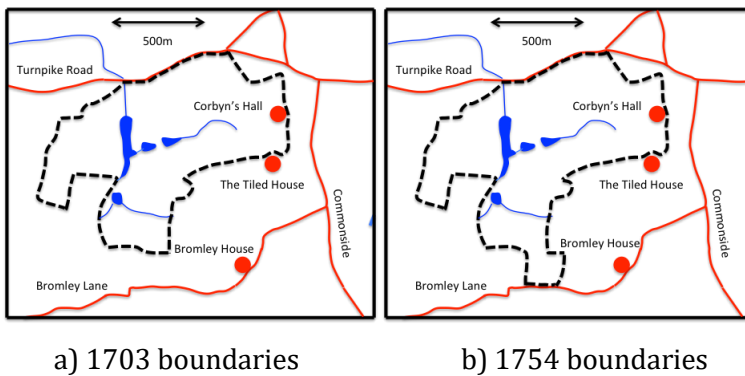 500m
Turnpike Road
Corbyn's Hall
The Tiled House
Commonside
Bromley House
Bromley Lane
a) 1703 boundaries
500m
Turnpike Road
Corbyn's Hall
The Tiled House
Commonside
Bromley House
Bromley Lane
b) 1754 boundaries